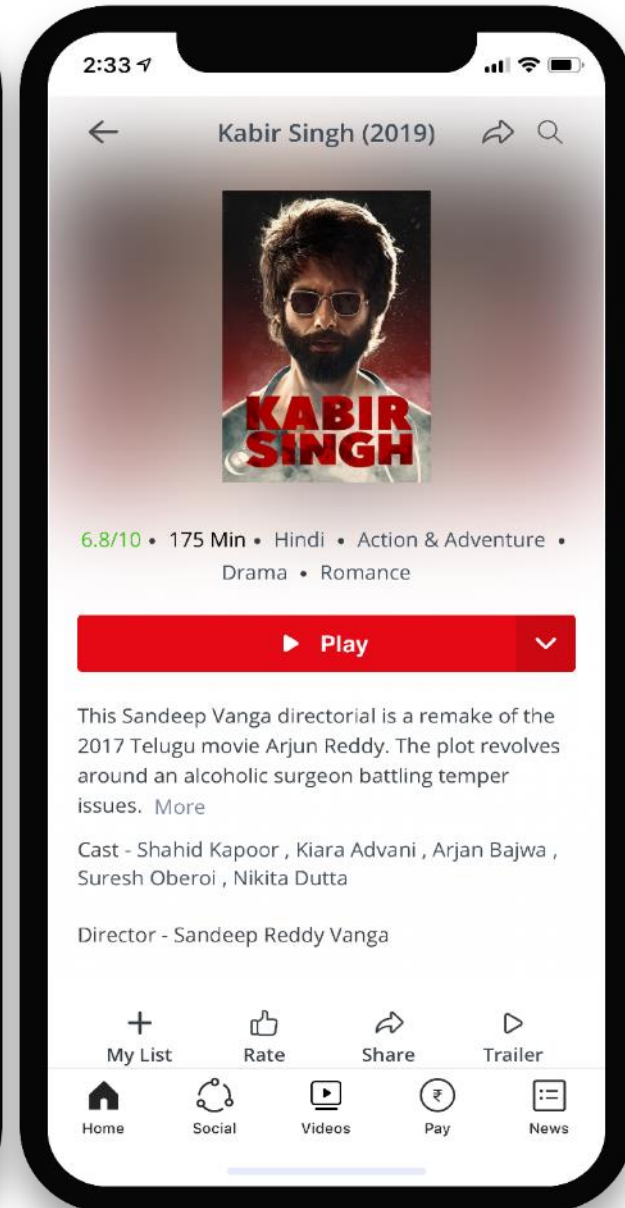 2:33
Kabir Singh (2019)
KABIR
SINGH
6.8/10 • 175 Min • Hindi • Action & Adventure •
Drama • Romance
Play
This Sandeep Vanga directorial is a remake of the
2017 Telugu movie Arjun Reddy. The plot revolves
around an alcoholic surgeon battling temper
issues. More
Cast - Shahid Kapoor , Kiara Advani , Arjan Bajwa ,
Suresh Oberoi , Nikita Dutta
Director - Sandeep Reddy Vanga
My List Rate Share Trailer
₹
Home Social Videos Pay News